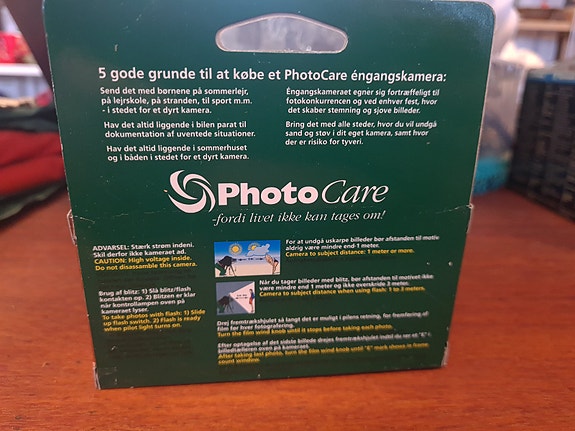 5 gode grunde til at købe et PhotoCare éngangskamera:
Send det med børnene på sommerlejr,
på lejrskole, på stranden, til sport m.m.
- i stedet for et dyrt kamera.
Hav det altid liggende i bilen parat til
dokumentation af uventede situationer.
Hav det altid liggende i sommerhuset
og i båden i stedet for et dyrt kamera.
Éngangskameraet egner sig fortræffeligt til
fotokonkurrencen og ved enhver fest, hvor
det skaber stemning og sjove billeder.
Bring det med alle steder, hvor du vil undgå
sand og støv i dit eget kamera, samt hvor
der er risiko for tyveri.
PhotoCare
-fordi livet ikke kan tages om!
ADVARSEL: Stærk strøm indeni.
Skil derfor ikke kameraet ad.
CAUTION: High voltage inside.
Do not disassemble this camera.
For at undgå uskarpe billeder bør afstanden til motiv
aldrig være mindre end 1 meter.
Camera to subject distance: 1 meter or more.
Brug af blitz: 1) Slå blitz/flash
kontakten op. 2) Blitzen er klar
når kontrollampen oven på
kameraet lyser.
To take photos with flash: 1) Slide
up flash switch. 2) Flash is ready
when pilot light turns on.
Når du tager billeder med blitz, bør afstanden til motivet ikke
være mindre end 1 meter og ikke overskride 3 meter.
Camera to subject distance when using flash: 1 to 3 meters.
Drej fremtrækshjulet så langt det er muligt i pilens retning, for fremføring af
film før hver fotografering.
Turn the film wind knob until it stops before taking each photo.
Efter optagelse af det sidste billede drejes fremtrækshjulet indtil du ser til "E" i
billedtælleren oven på kameraet.
After taking last photo, turn the film wind knob until "E" mark shows in frame
count window.